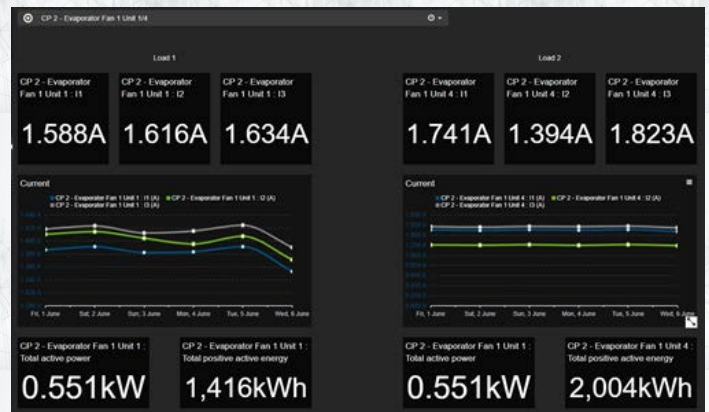 CP 2 - Evaporator Fan 1 Unit 1/4
Load 1
Load 2
CP 2 - Evaporator
Fan 1 Unit 1 : I1
CP 2 - Evaporator
Fan 1 Unit 1 : I2
CP 2 - Evaporator
Fan 1 Unit 1 : I3
CP 2 - Evaporator
Fan 1 Unit 4 : I1
CP 2 - Evaporator
Fan 1 Unit 4 : I2
CP 2 - Evaporator
Fan 1 Unit 4 : I3
1.588A
1.616A
1.634A
1.741A
1.394A
1.823A
Current
CP 2 - Evaporator Fan 1 Unit 1 : I1 (A) CP 2 - Evaporator Fan 1 Unit 1 : I2 (A)
CP 2 - Evaporator Fan 1 Unit 1 : I3 (A)
Fri, 1 June Sat, 2 June Sun, 3 June Mon, 4 June Tue, 5 June Wed, 6 June
Current
CP 2 - Evaporator Fan 1 Unit 4 : I1 (A) CP 2 - Evaporator Fan 1 Unit 4 : I2 (A)
CP 2 - Evaporator Fan 1 Unit 4 : I3 (A)
Fri, 1 June Sat, 2 June Sun, 3 June Mon, 4 June Tue, 5 June Wed, 6 June
CP 2 - Evaporator Fan 1 Unit 1 :
Total active power
CP 2 - Evaporator Fan 1 Unit 1 :
Total positive active energy
CP 2 - Evaporator Fan 1 Unit 1 :
Total active power
CP 2 - Evaporator Fan 1 Unit 4 :
Total positive active energy
0.551kW
1,416kWh
0.551kW
2,004kWh